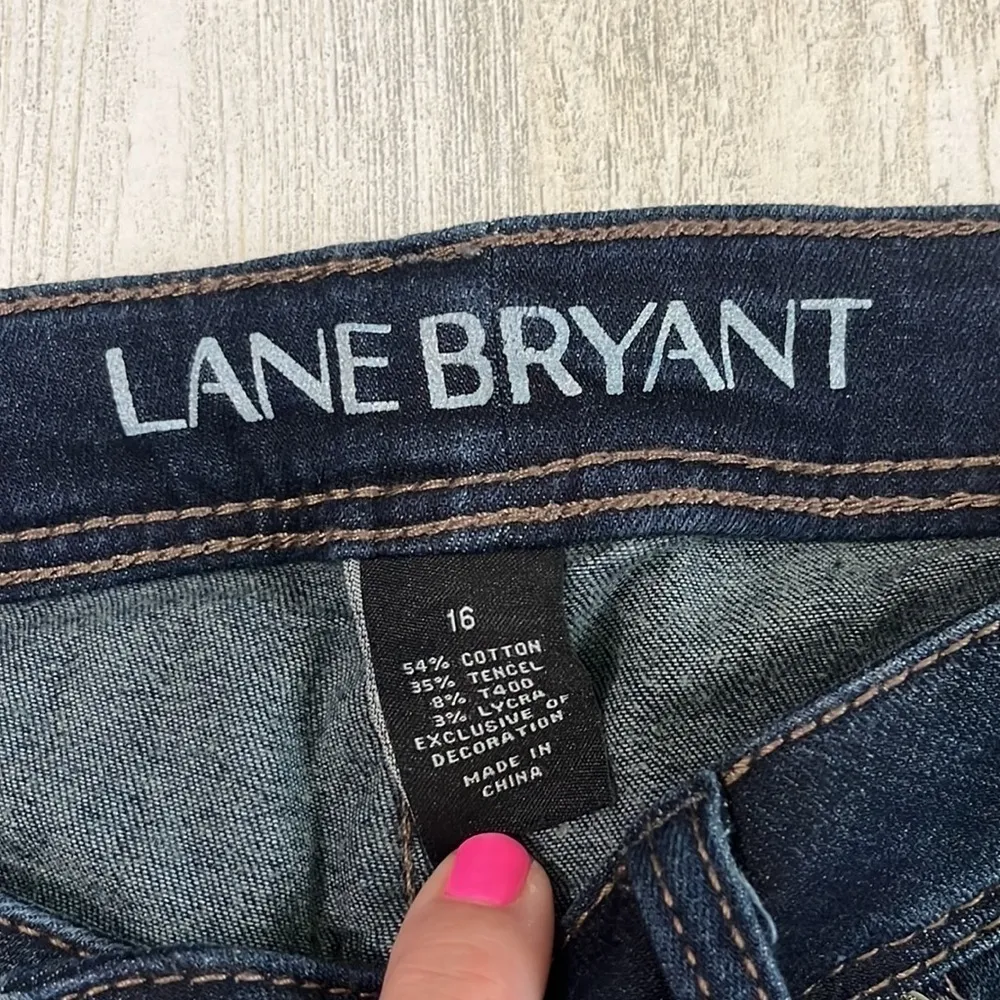 LANE BRYANT
16
54% COTTON
35% TENCEL
8% T400
3% LYCRA
EXCLUSIVE OF
DECORATION
MADE IN
CHINA